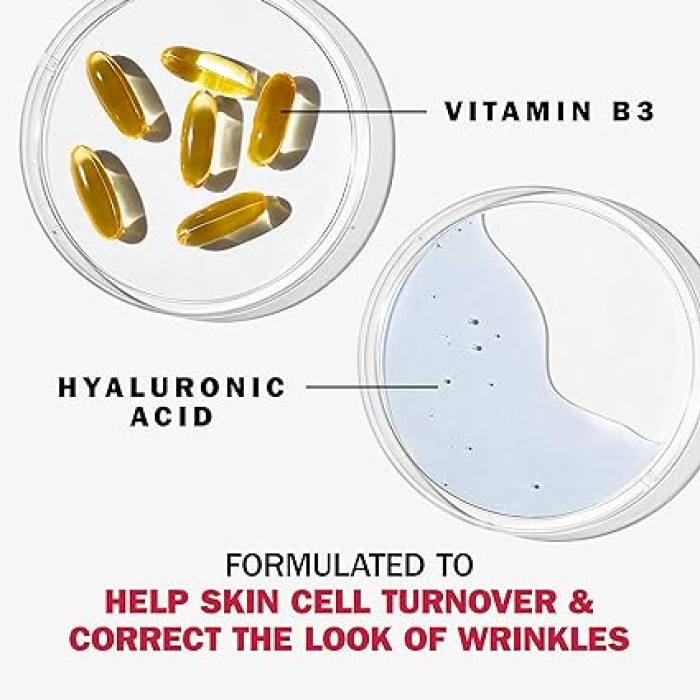 VITAMIN B3
HYALURONIC
ACID
FORMULATED TO
HELP SKIN CELL TURNOVER &
CORRECT THE LOOK OF WRINKLES